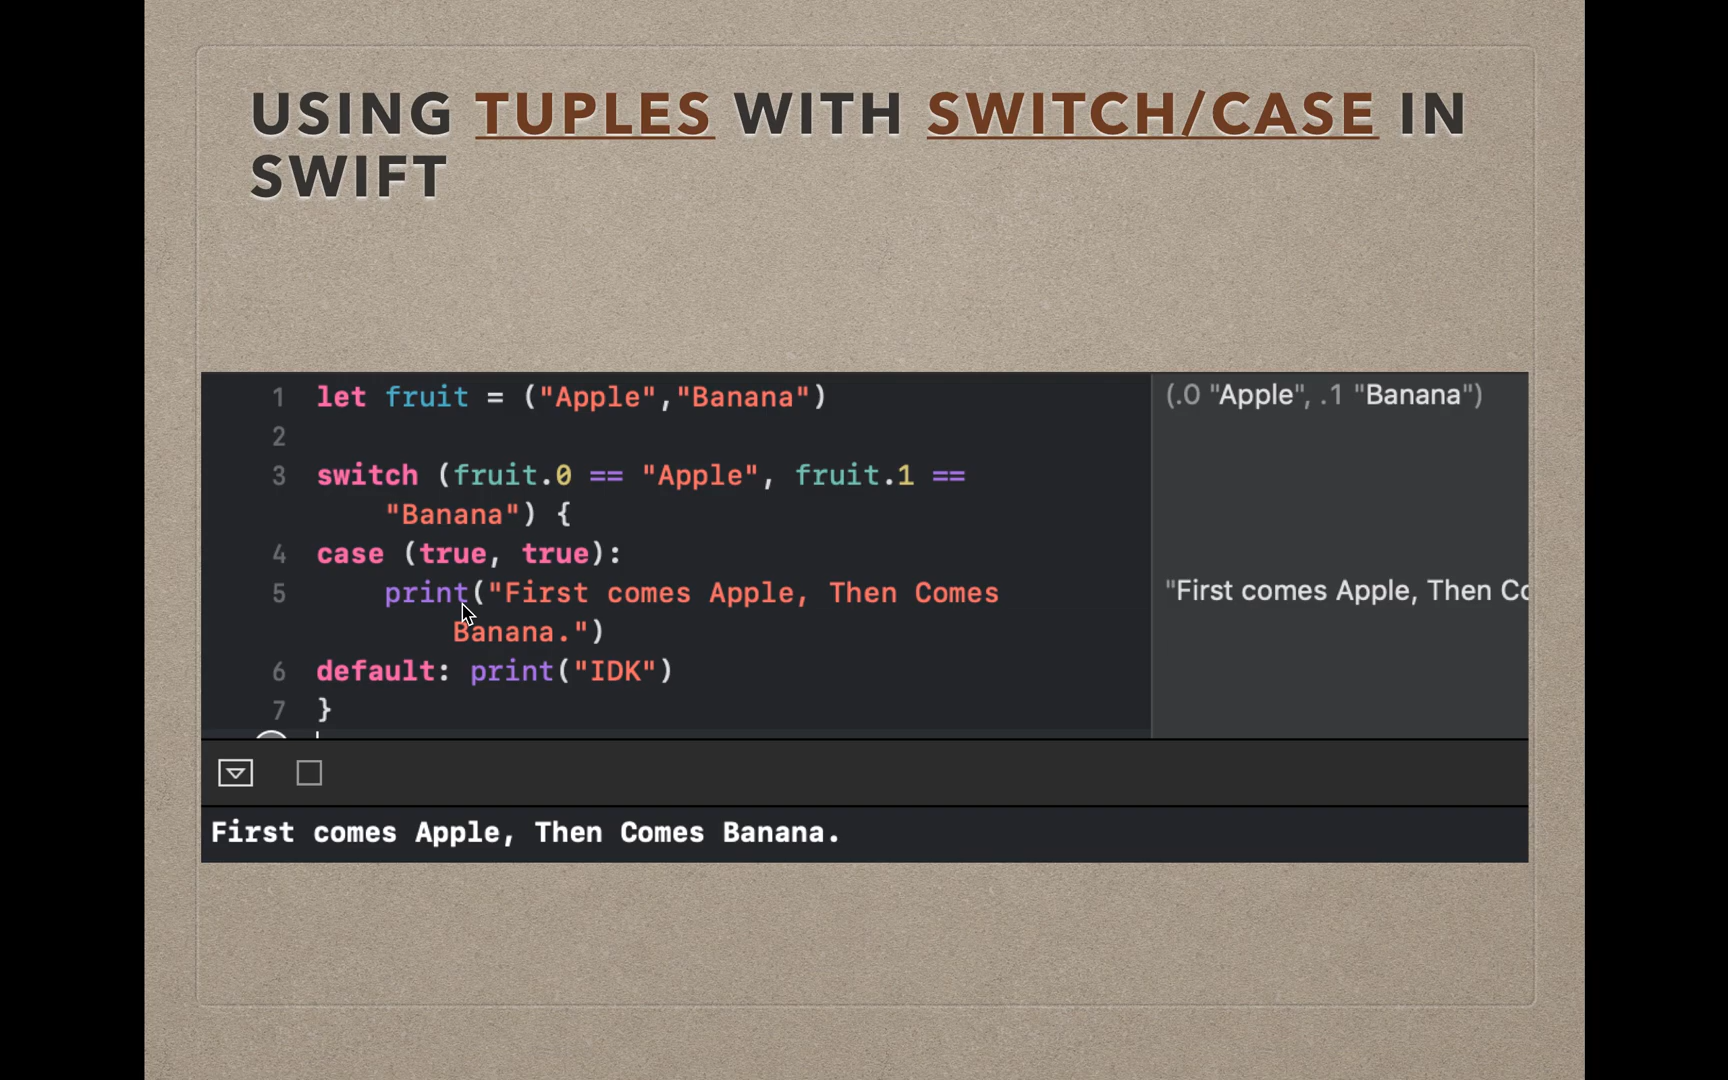 USING TUPLES WITH SWITCH/CASE IN
SWIFT
1 let fruit = ("Apple","Banana")
(.0 "Apple", .1 "Banana")
2
3 switch (fruit.0 == "Apple", fruit.1 ==
"Banana") {
4 case (true, true):
5 print("First comes Apple, Then Comes
"First comes Apple, Then Co
Banana.")
6 default: print("IDK")
7 }
First comes Apple, Then Comes Banana.